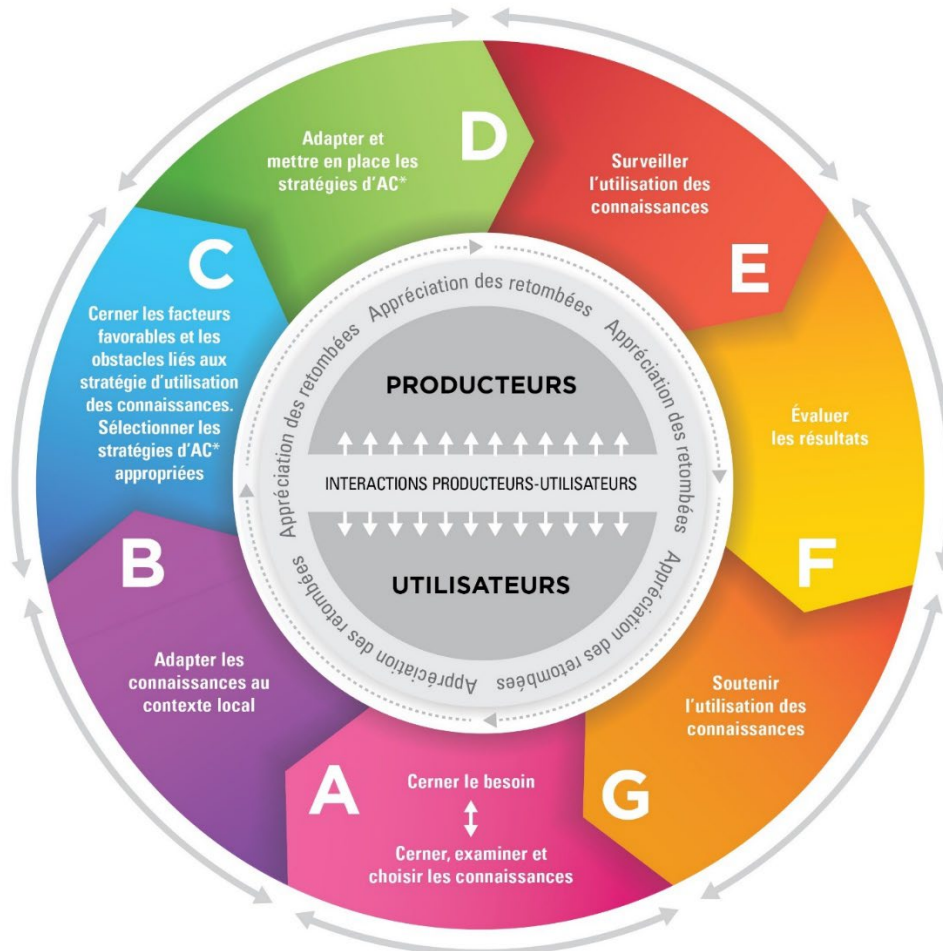 A
Cerner le besoin
Cerner, examiner et
choisir les connaissances
B
Adapter les
connaissances au
contexte local
C
Cerner les facteurs
favorables et les
obstacles liés aux
stratégie d'utilisation
des connaissances.
Sélectionner les
stratégies d'AC*
appropriées
D
Adapter et
mettre en place les
stratégies d'AC*
E
Surveiller
l'utilisation des
connaissances
F
Évaluer
les résultats
G
Soutenir
l'utilisation des
connaissances
Appréciation des retombées
Appréciation des retombées
Appréciation des retombées
Appréciation des retombées
Appréciation des retombées
PRODUCTEURS
INTERACTIONS PRODUCTEURS-UTILISATEURS
UTILISATEURS